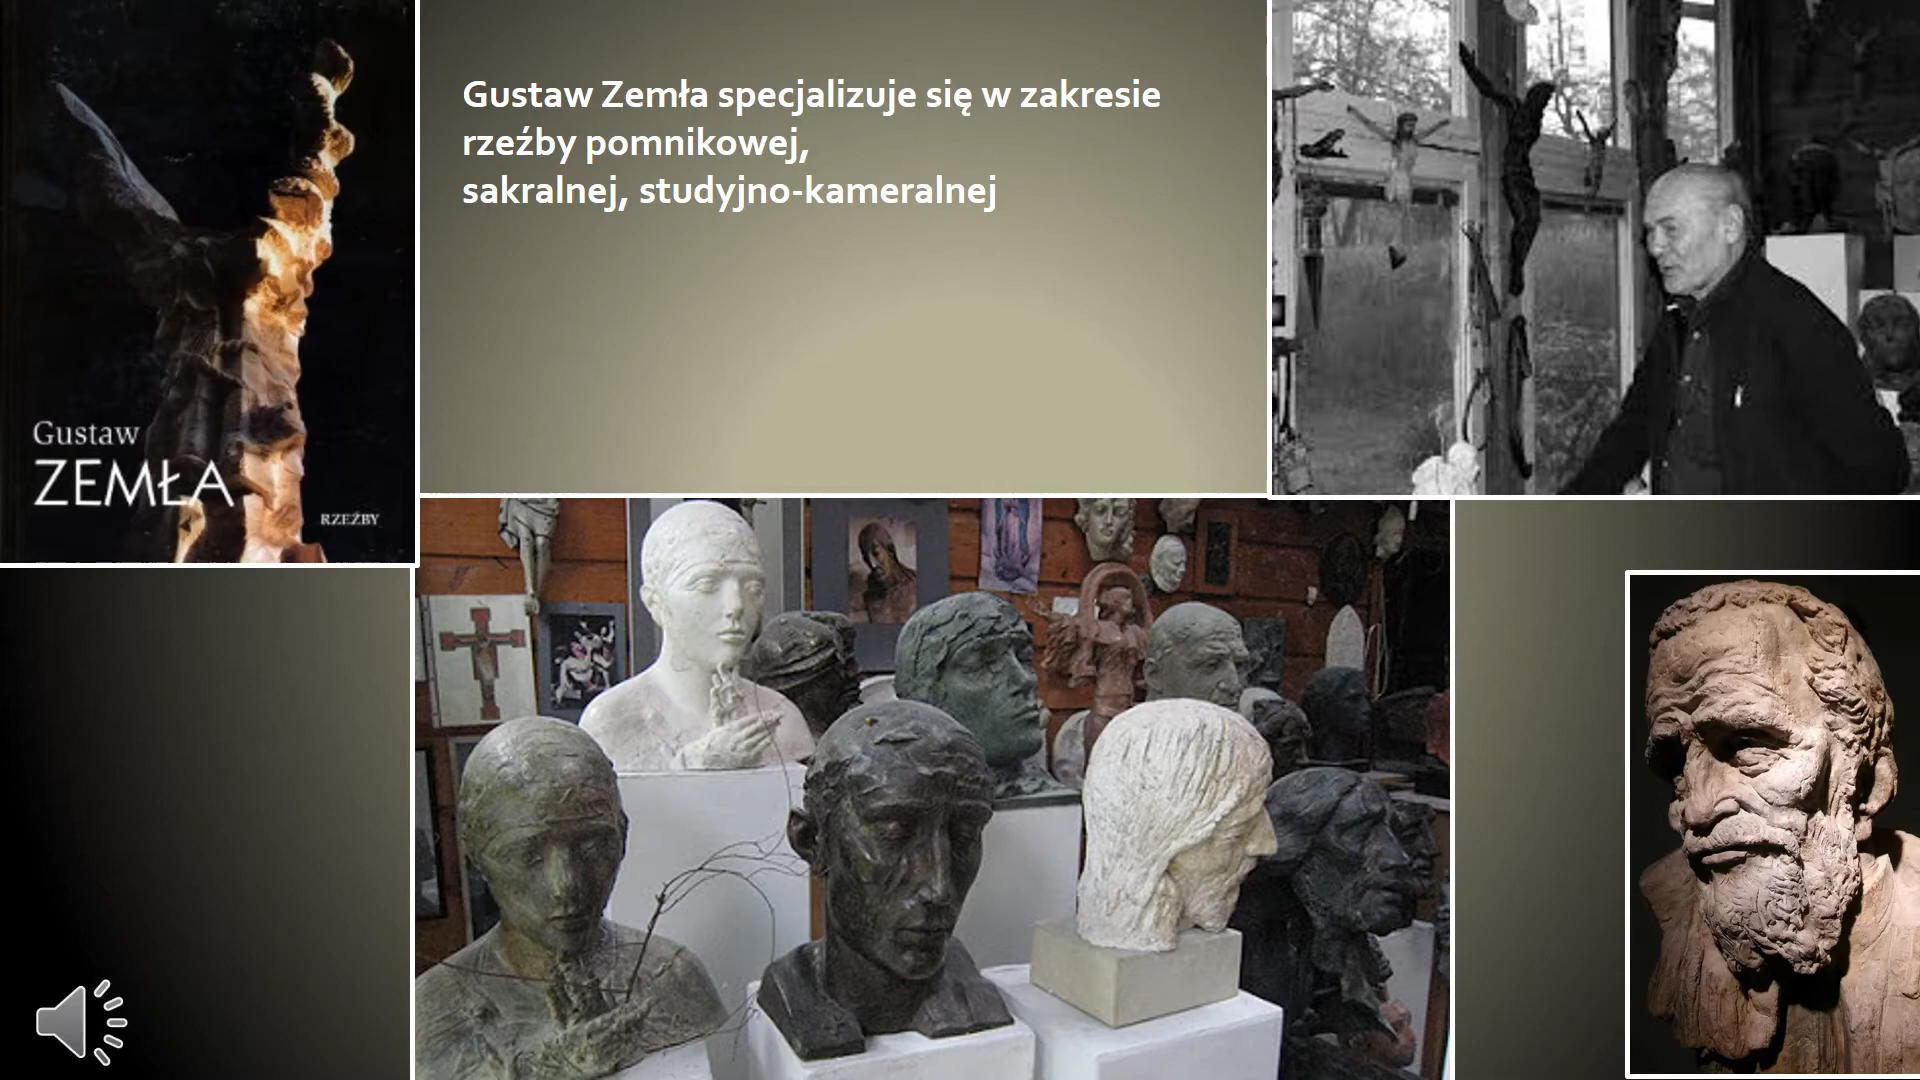 Gustaw Zemła specjalizuje się w zakresie
rzeźby pomnikowej,
sakralnej, studyjno-kameralnej
Gustaw
ZEMŁA
RZEŹBY